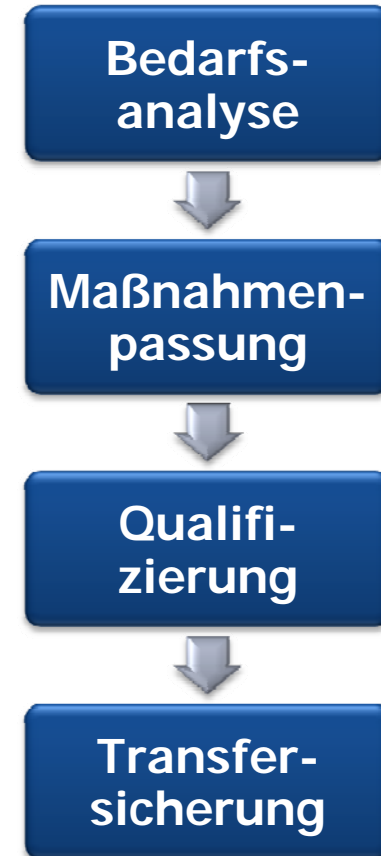 Bedarfs-
analyse
Maßnahmen-
passung
Qualifi-
zierung
Transfer-
sicherung